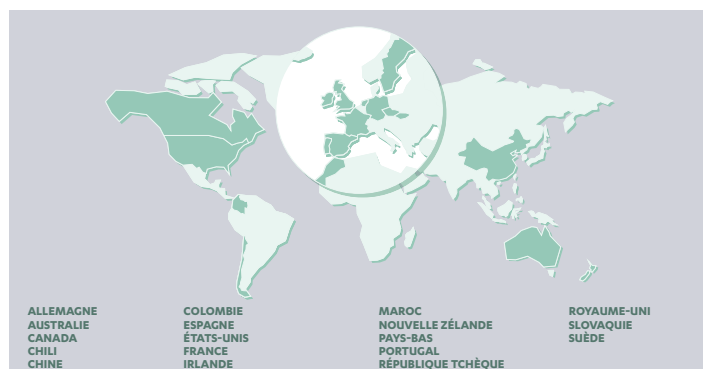 ALLEMAGNE
AUSTRALIE
CANADA
CHILI
CHINE
COLOMBIE
ESPAGNE
ÉTATS-UNIS
FRANCE
IRLANDE
MAROC
NOUVELLE ZÉLANDE
PAYS-BAS
PORTUGAL
RÉPUBLIQUE TCHÈQUE
ROYAUME-UNI
SLOVAQUIE
SUÈDE